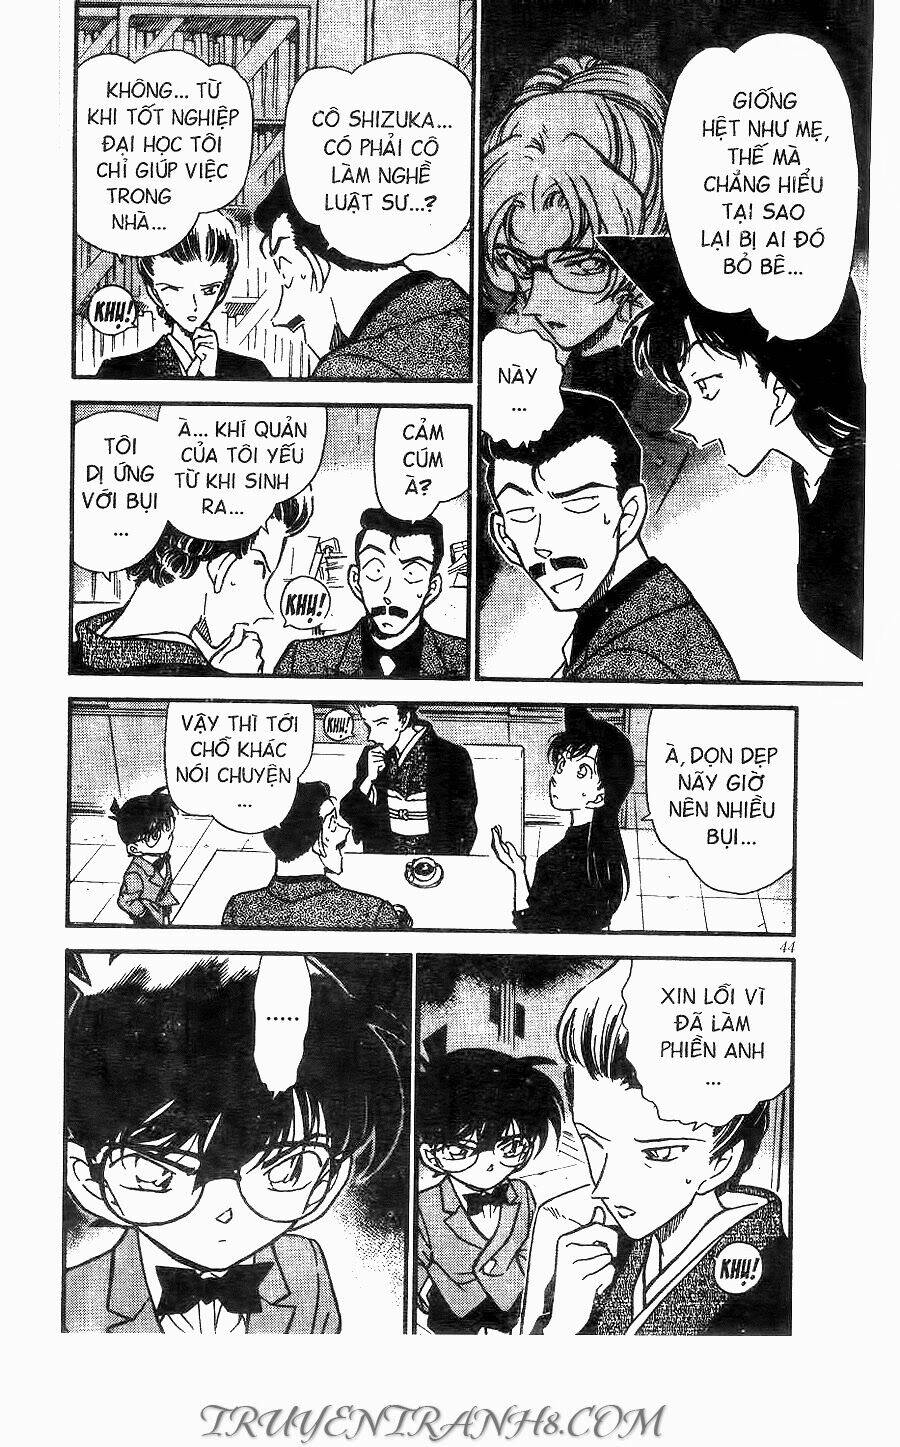 GIỐNG
HỆT NHƯ MẸ,
THẾ MÀ
CHẲNG HIỂU
TẠI SAO
LẠI BỊ AI ĐÓ
BỎ BÊ...
NÀY
...
CÔ SHIZUKA...
CÓ PHẢI CÔ
LÀM NGHỀ
LUẬT SƯ...?
KHÔNG... TỪ
KHI TỐT NGHIỆP
ĐẠI HỌC TÔI
CHỈ GIÚP VIỆC
TRONG
NHÀ...
KHỤ!
CẢM
CÚM
À?
À... KHÍ QUẢN
CỦA TÔI YẾU
TỪ KHI SINH
RA...
KHỤ!
TÔI
DỊ ỨNG
VỚI BỤI
...
À, DỌN DẸP
NÃY GIỜ
NÊN NHIỀU
BỤI...
KHỤ!
VẬY THÌ TỚI
CHỖ KHÁC
NÓI CHUYỆN
...
44
XIN LỖI VÌ
ĐÃ LÀM
PHIỀN ANH
...
KHỤ!
.....
TRUYENTRANH8.COM